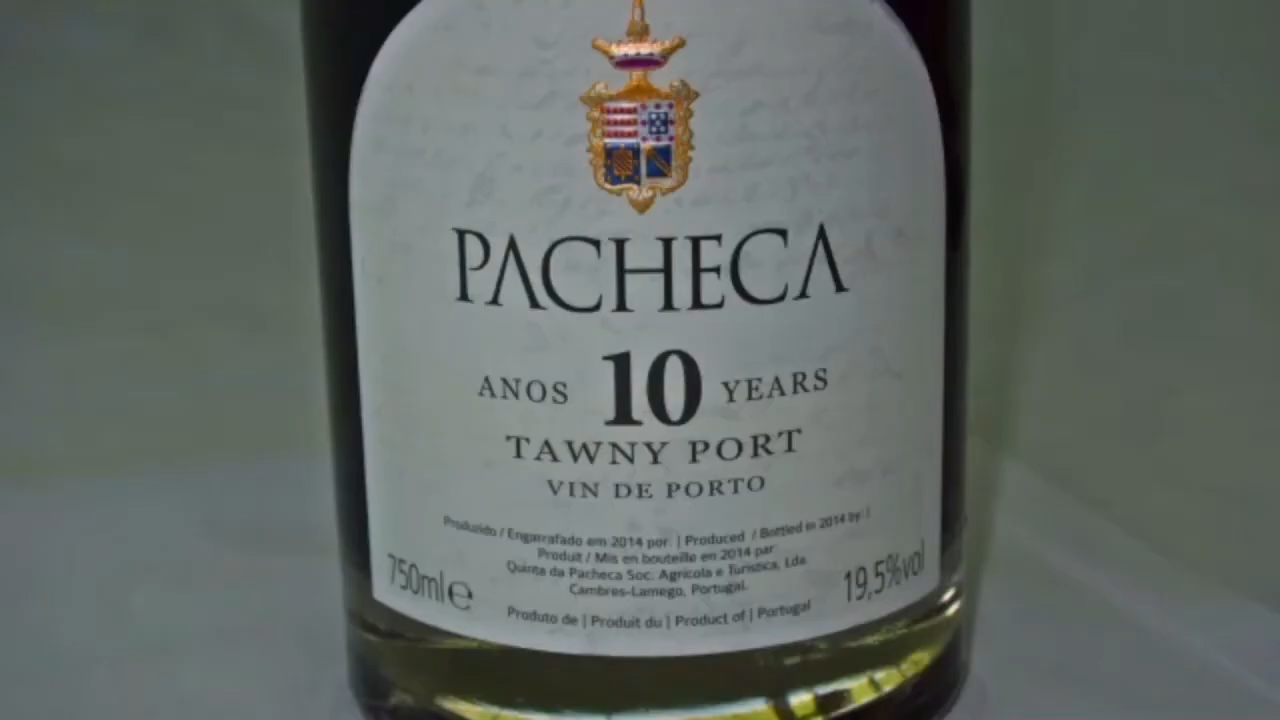 PACHECA
ANOS 10 YEARS
TAWNY PORT
VIN DE PORTO
Produzido / Engarrafado em 2014 por: | Produced / Bottled in 2014 by: |
Produit / Mis en bouteille en 2014 par:
Quinta da Pacheca Soc. Agrícola e Turística, Lda.
Cambres-Lamego, Portugal.
750ml e 19,5%vol
Produto de | Produit du | Product of | Portugal